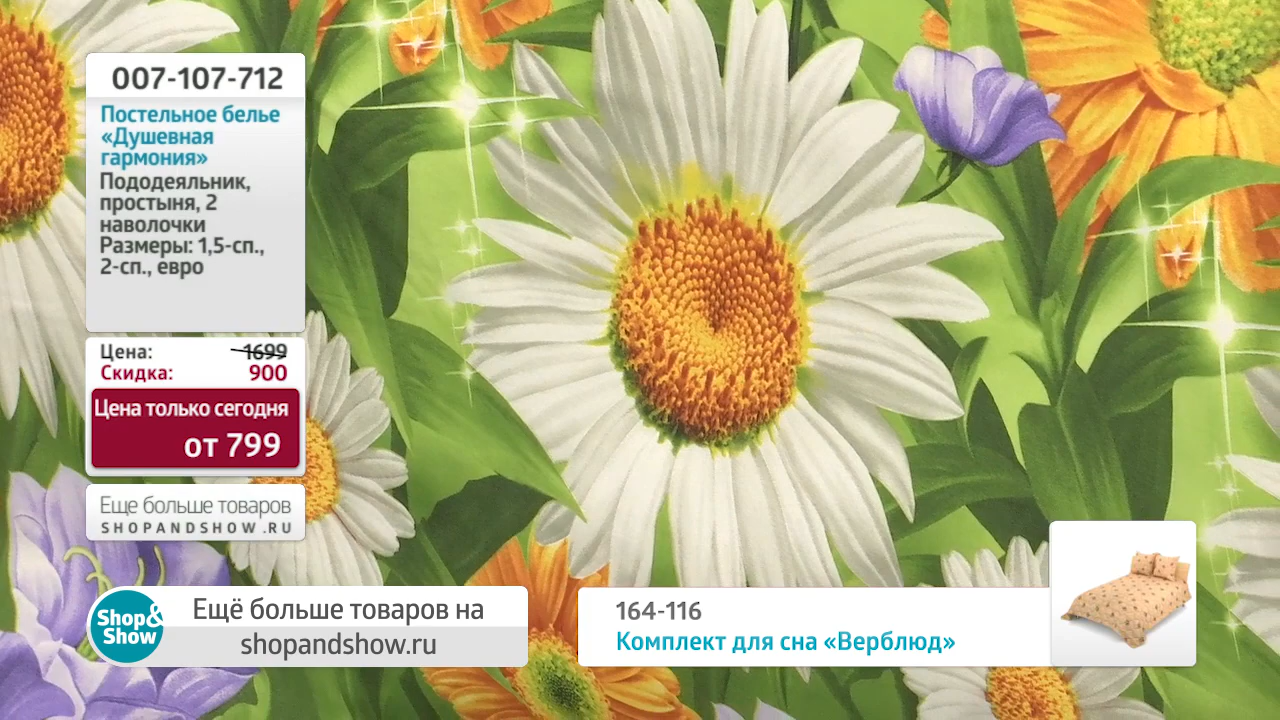 007-107-712
Постельное белье
«Душевная
гармония»
Пододеяльник,
простыня, 2
наволочки
Размеры: 1,5-сп.,
2-сп., евро
Цена: 1699
Скидка: 900
Цена только сегодня
от 799
Еще больше товаров
SHOPANDSHOW.RU
Shop&
Show
Ещё больше товаров на
shopandshow.ru
164-116
Комплект для сна «Верблюд»